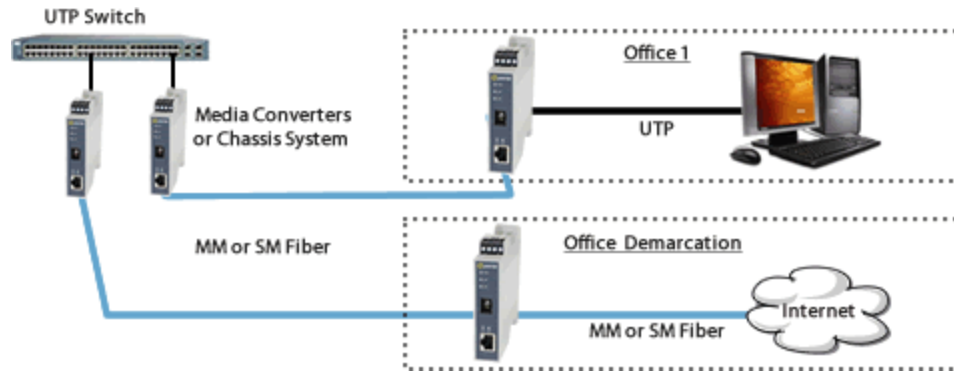 UTP Switch
Office 1
Media Converters
or Chassis System
UTP
MM or SM Fiber
Office Demarcation
Internet
MM or SM Fiber